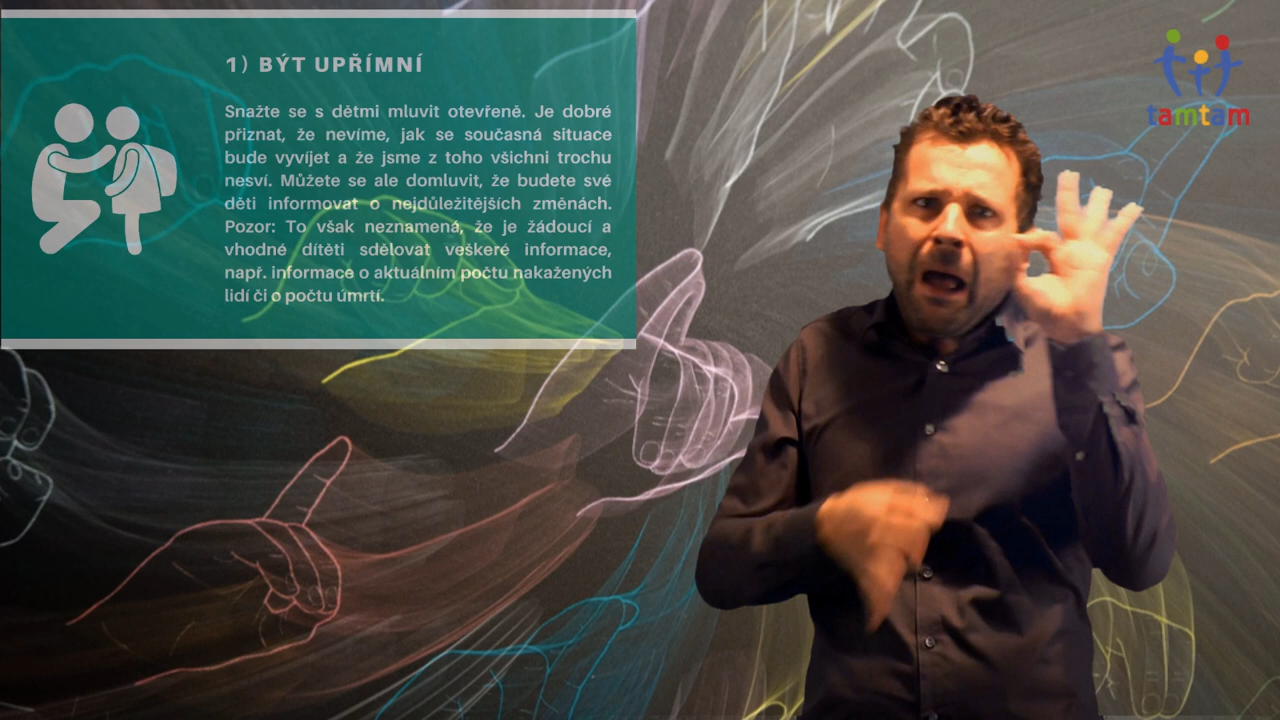 1) BÝT UPŘÍMNÍ
Snažte se s dětmi mluvit otevřeně. Je dobré
přiznat, že nevíme, jak se současná situace
bude vyvíjet a že jsme z toho všichni trochu
nesví. Můžete se ale domluvit, že budete své
děti informovat o nejdůležitějších změnách.
Pozor: To však neznamená, že je žádoucí a
vhodné dítěti sdělovat veškeré informace,
např. informace o aktuálním počtu nakažených
lidí či o počtu úmrtí.
tamtam